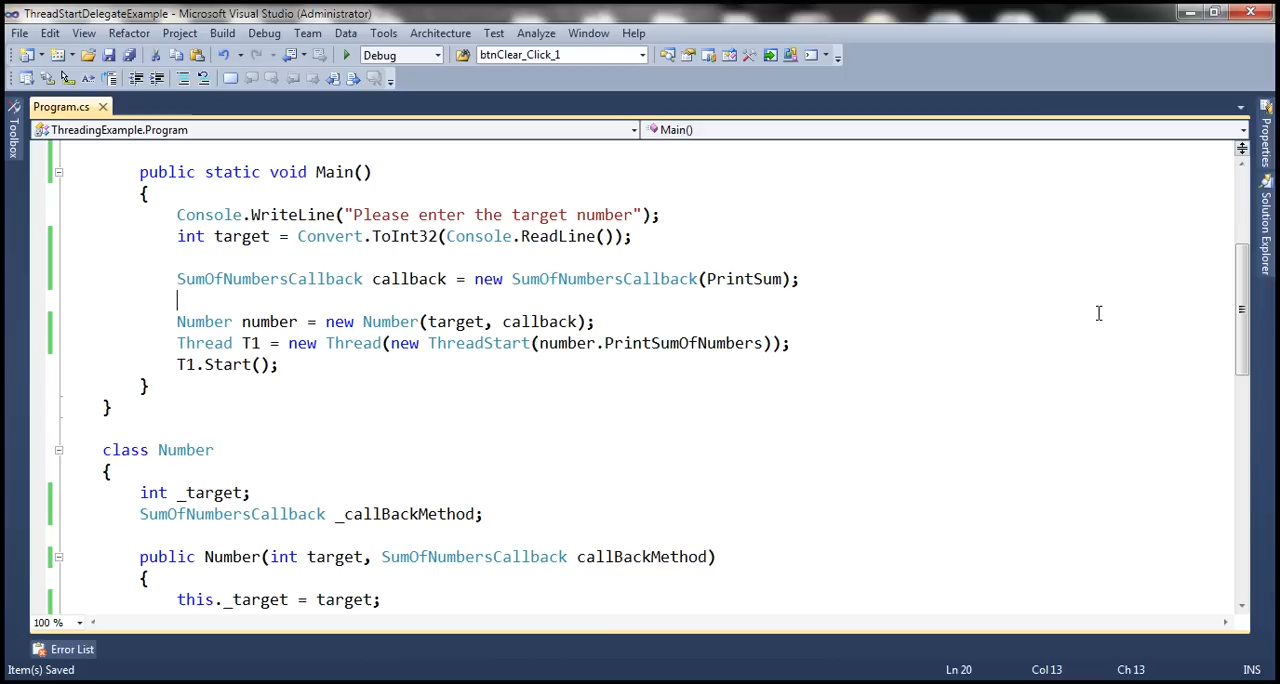 ThreadStartDelegateExample - Microsoft Visual Studio (Administrator)
File Edit View Refactor Project Build Debug Team Data Tools Architecture Test Analyze Window Help
Debug btnClear_Click_1
Program.cs
ThreadingExample.Program Main()
Toolbox
Properties
Solution Explorer
public static void Main()
{
Console.WriteLine("Please enter the target number");
int target = Convert.ToInt32(Console.ReadLine());
SumOfNumbersCallback callback = new SumOfNumbersCallback(PrintSum);
Number number = new Number(target, callback);
Thread T1 = new Thread(new ThreadStart(number.PrintSumOfNumbers));
T1.Start();
}
}
class Number
{
int _target;
SumOfNumbersCallback _callBackMethod;
public Number(int target, SumOfNumbersCallback callBackMethod)
{
this._target = target;
100 %
Error List
Item(s) Saved Ln 20 Col 13 Ch 13 INS